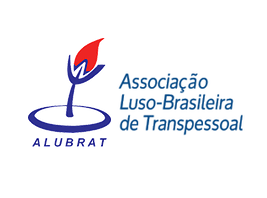 Associação
Luso-Brasileira
de Transpessoal
ALUBRAT